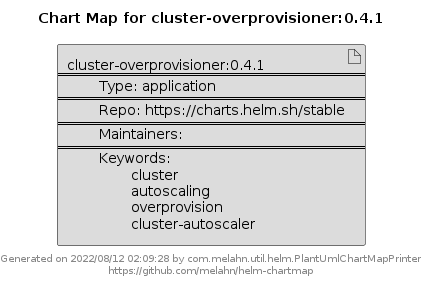 Chart Map for cluster-overprovisioner:0.4.1
cluster-overprovisioner:0.4.1
Type: application
Repo: https://charts.helm.sh/stable
Maintainers:
Keywords:
cluster
autoscaling
overprovision
cluster-autoscaler
Generated on 2022/08/12 02:09:28 by com.melahn.util.helm.PlantUmlChartMapPrinter
https://github.com/melahn/helm-chartmap